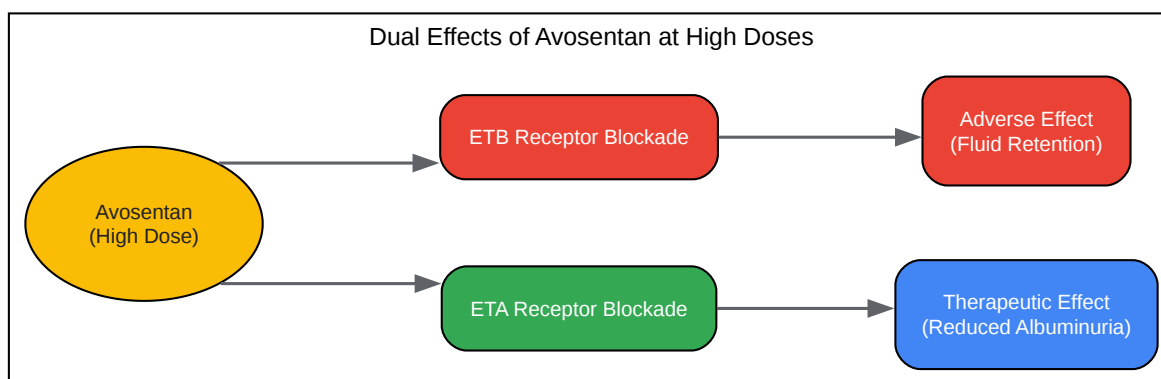 Dual Effects of Avosentan at High Doses
ETB Receptor Blockade
Adverse Effect
(Fluid Retention)
Avosentan
(High Dose)
ETA Receptor Blockade
Therapeutic Effect
(Reduced Albuminuria)